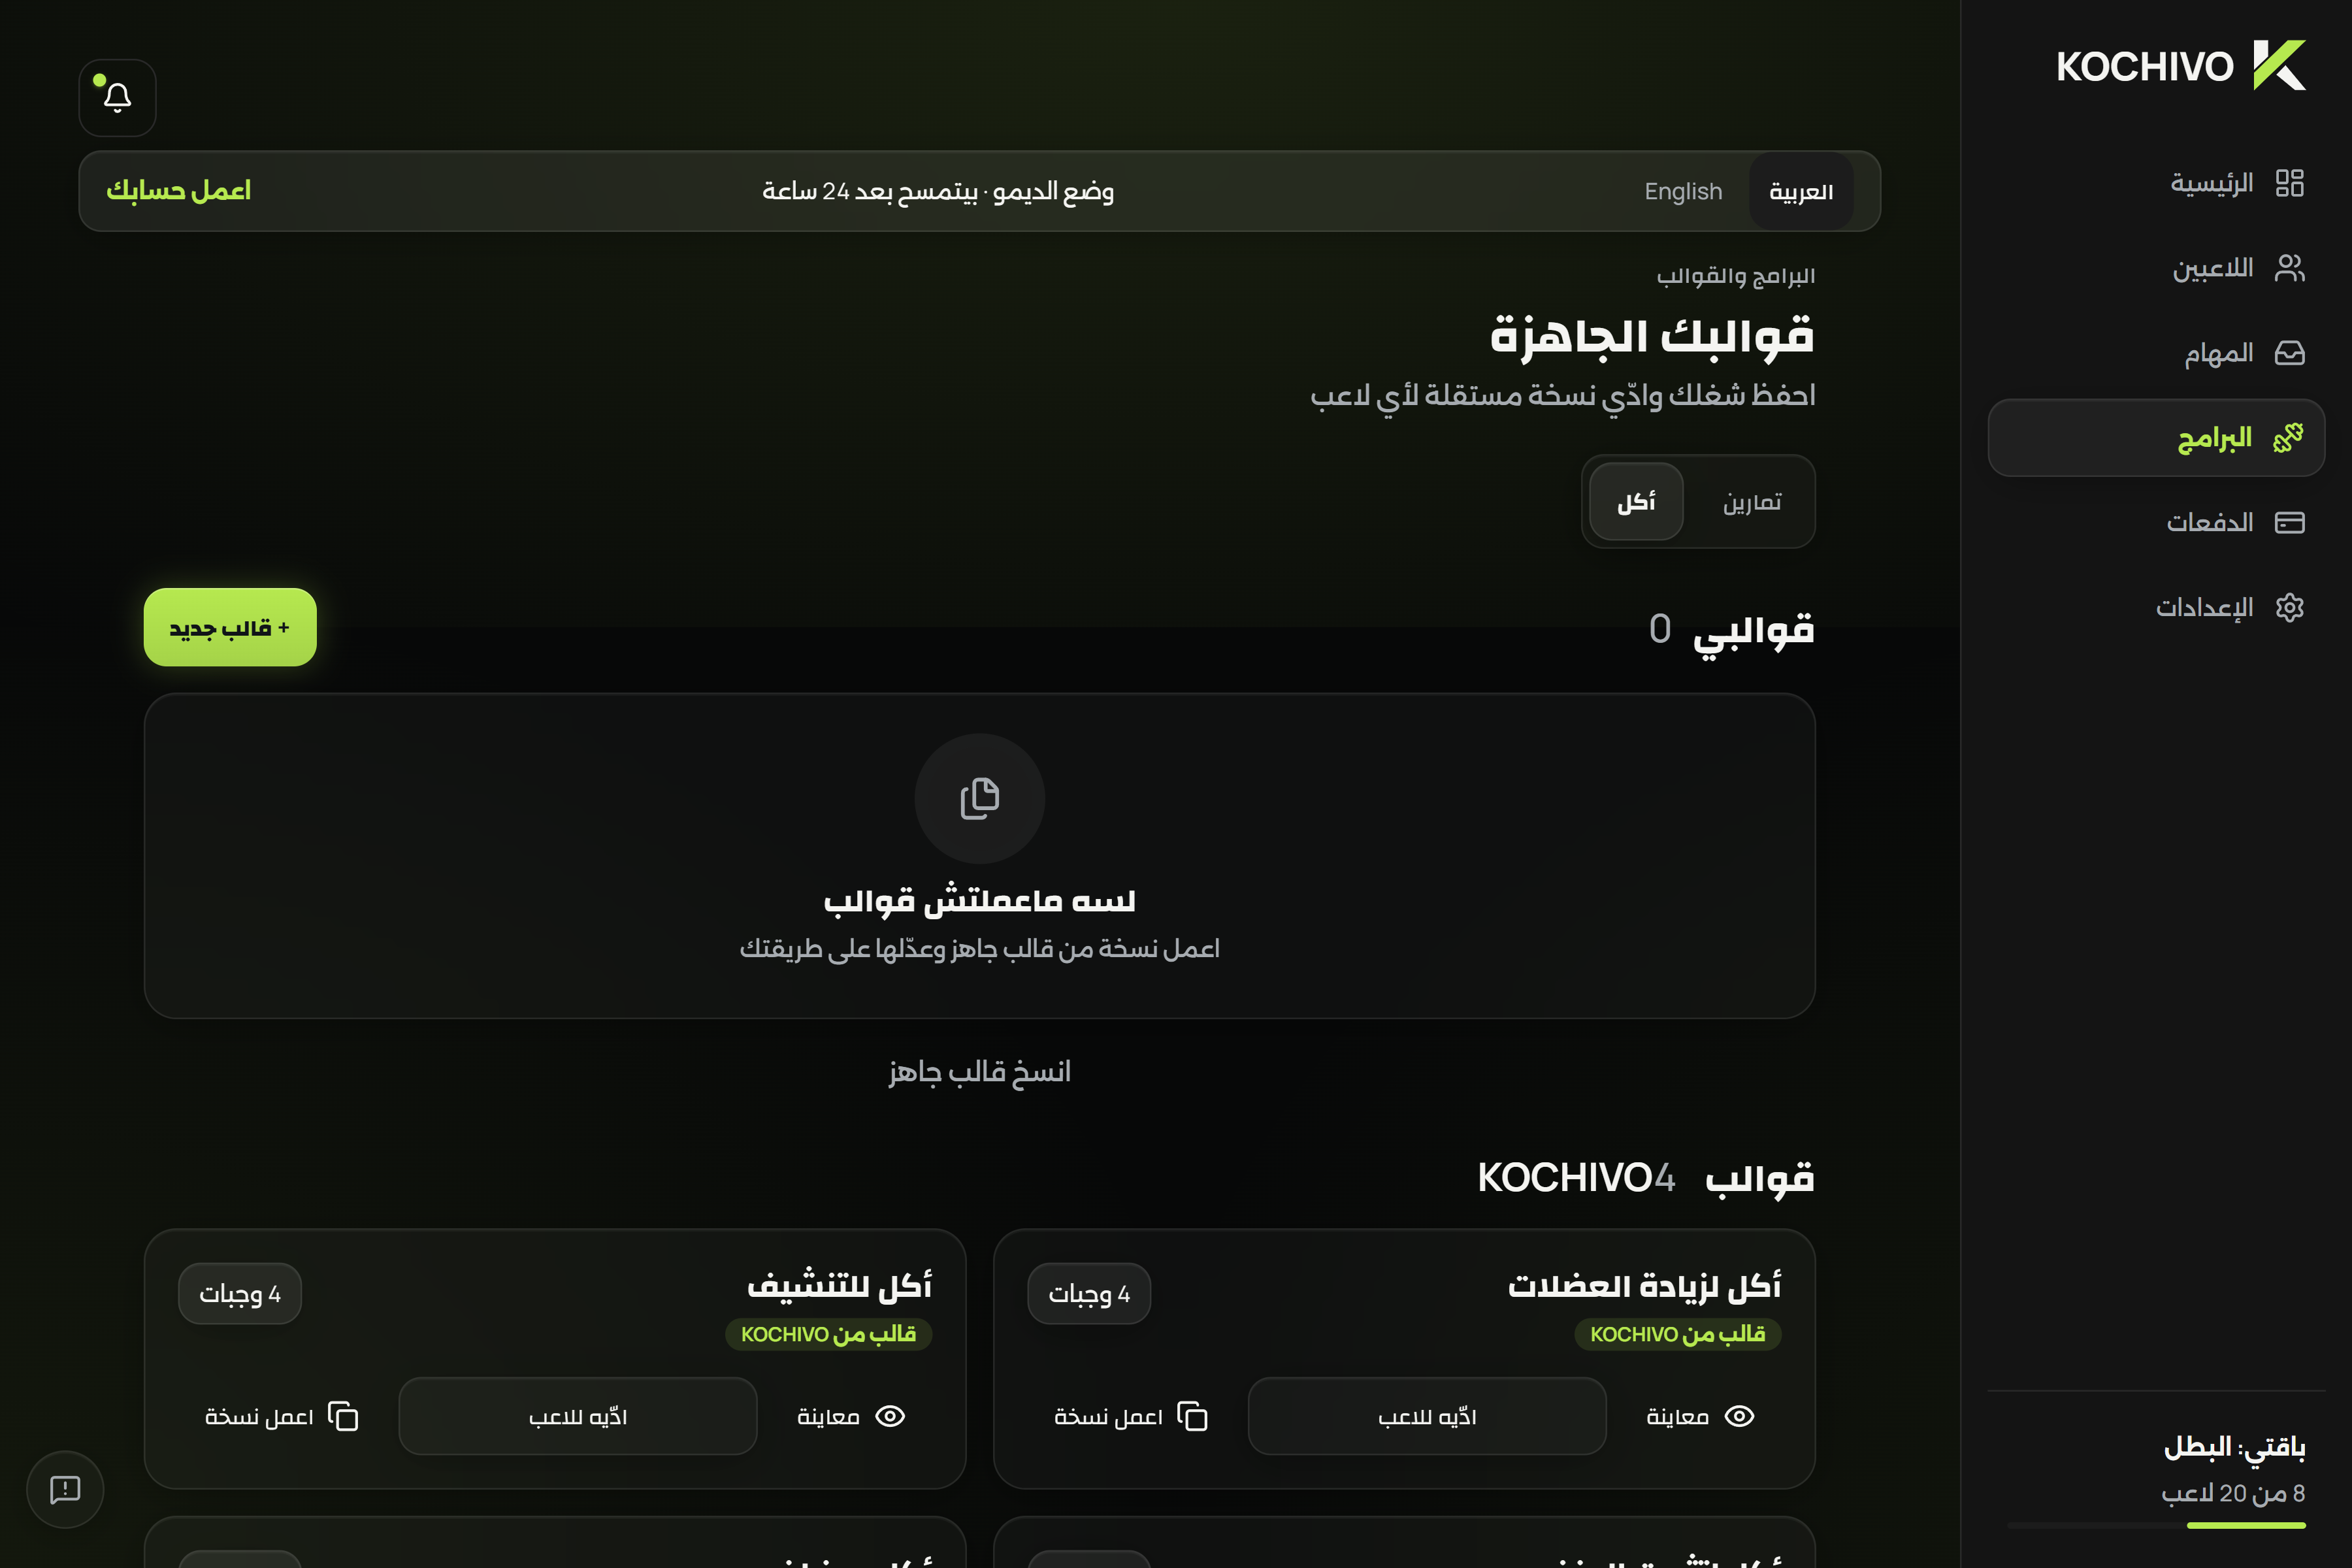 KOCHIVO
الرئيسية
اللاعبين
المهام
البرامج
الدفعات
الإعدادات
باقتي: البطل
8 من 20 لاعب
العربية English
وضع الديمو · بيتمسح بعد 24 ساعة
اعمل حسابك
البرامج والقوالب
قوالبك الجاهزة
احفظ شغلك وادّي نسخة مستقلة لأي لاعب
تمارين أكل
قوالبي 0
+ قالب جديد
لسه ماعملتش قوالب
اعمل نسخة من قالب جاهز وعدّلها على طريقتك
انسخ قالب جاهز
قوالب KOCHIVO 4
أكل لزيادة العضلات
4 وجبات
قالب من KOCHIVO
معاينة ادّيه للاعب اعمل نسخة
أكل للتنشيف
4 وجبات
قالب من KOCHIVO
معاينة ادّيه للاعب اعمل نسخة